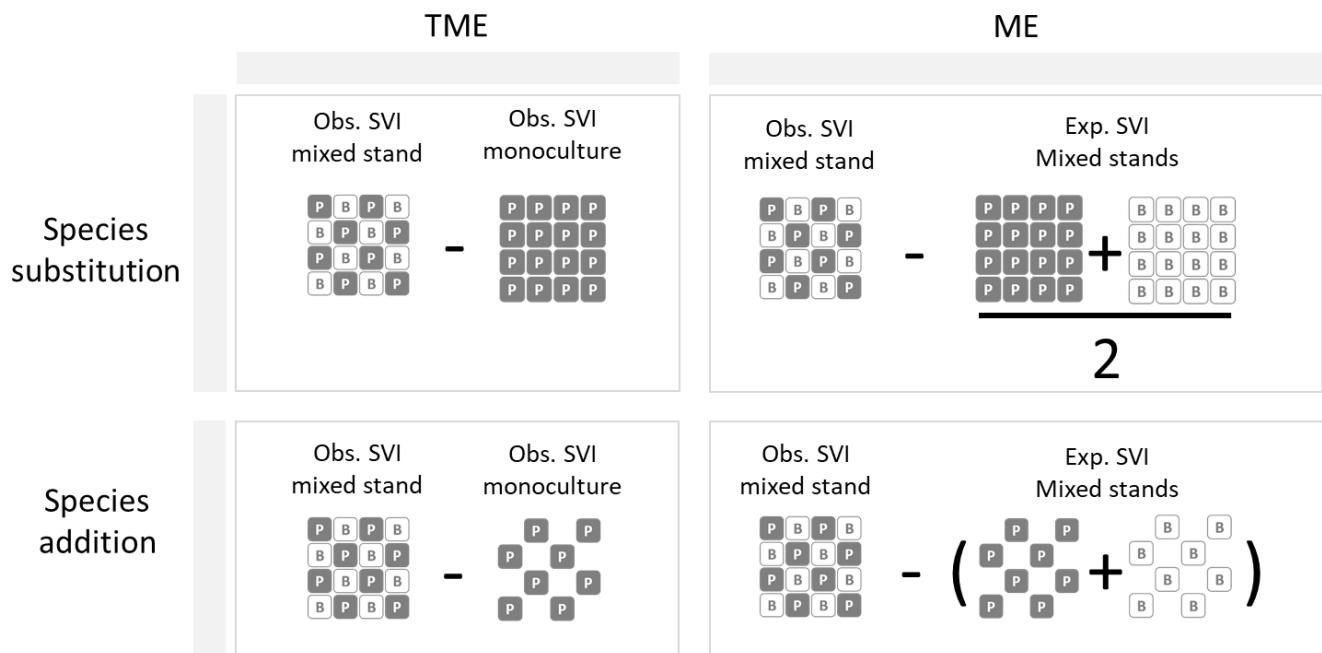 TME
ME
Species
substitution
Obs. SVI
mixed stand
P B P B
B P B P
P B P B
B P B P
-
Obs. SVI
monoculture
P P P P
P P P P
P P P P
P P P P
Obs. SVI
mixed stand
P B P B
B P B P
P B P B
B P B P
-
Exp. SVI
Mixed stands
P P P P
P P P P
P P P P
P P P P
+
B B B B
B B B B
B B B B
B B B B
2
Species
addition
Obs. SVI
mixed stand
P B P B
B P B P
P B P B
B P B P
-
Obs. SVI
monoculture
P P
P P
P P
P P
Obs. SVI
mixed stand
P B P B
B P B P
P B P B
B P B P
-
Exp. SVI
Mixed stands
(
P P
P P
P P
P P
+
B B
B B
B B
B B
)